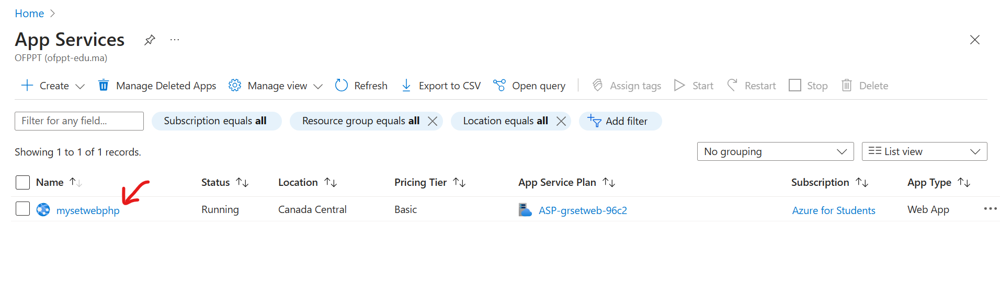 Home
App Services
OFPPT (ofppt-edu.ma)
Create Manage Deleted Apps Manage view Refresh Export to CSV Open query Assign tags Start Restart Stop Delete
Filter for any field... Subscription equals all Resource group equals all Location equals all Add filter
Showing 1 to 1 of 1 records. No grouping List view
Name Status Location Pricing Tier App Service Plan Subscription App Type
mysetwebphp Running Canada Central Basic ASP-grsetweb-96c2 Azure for Students Web App